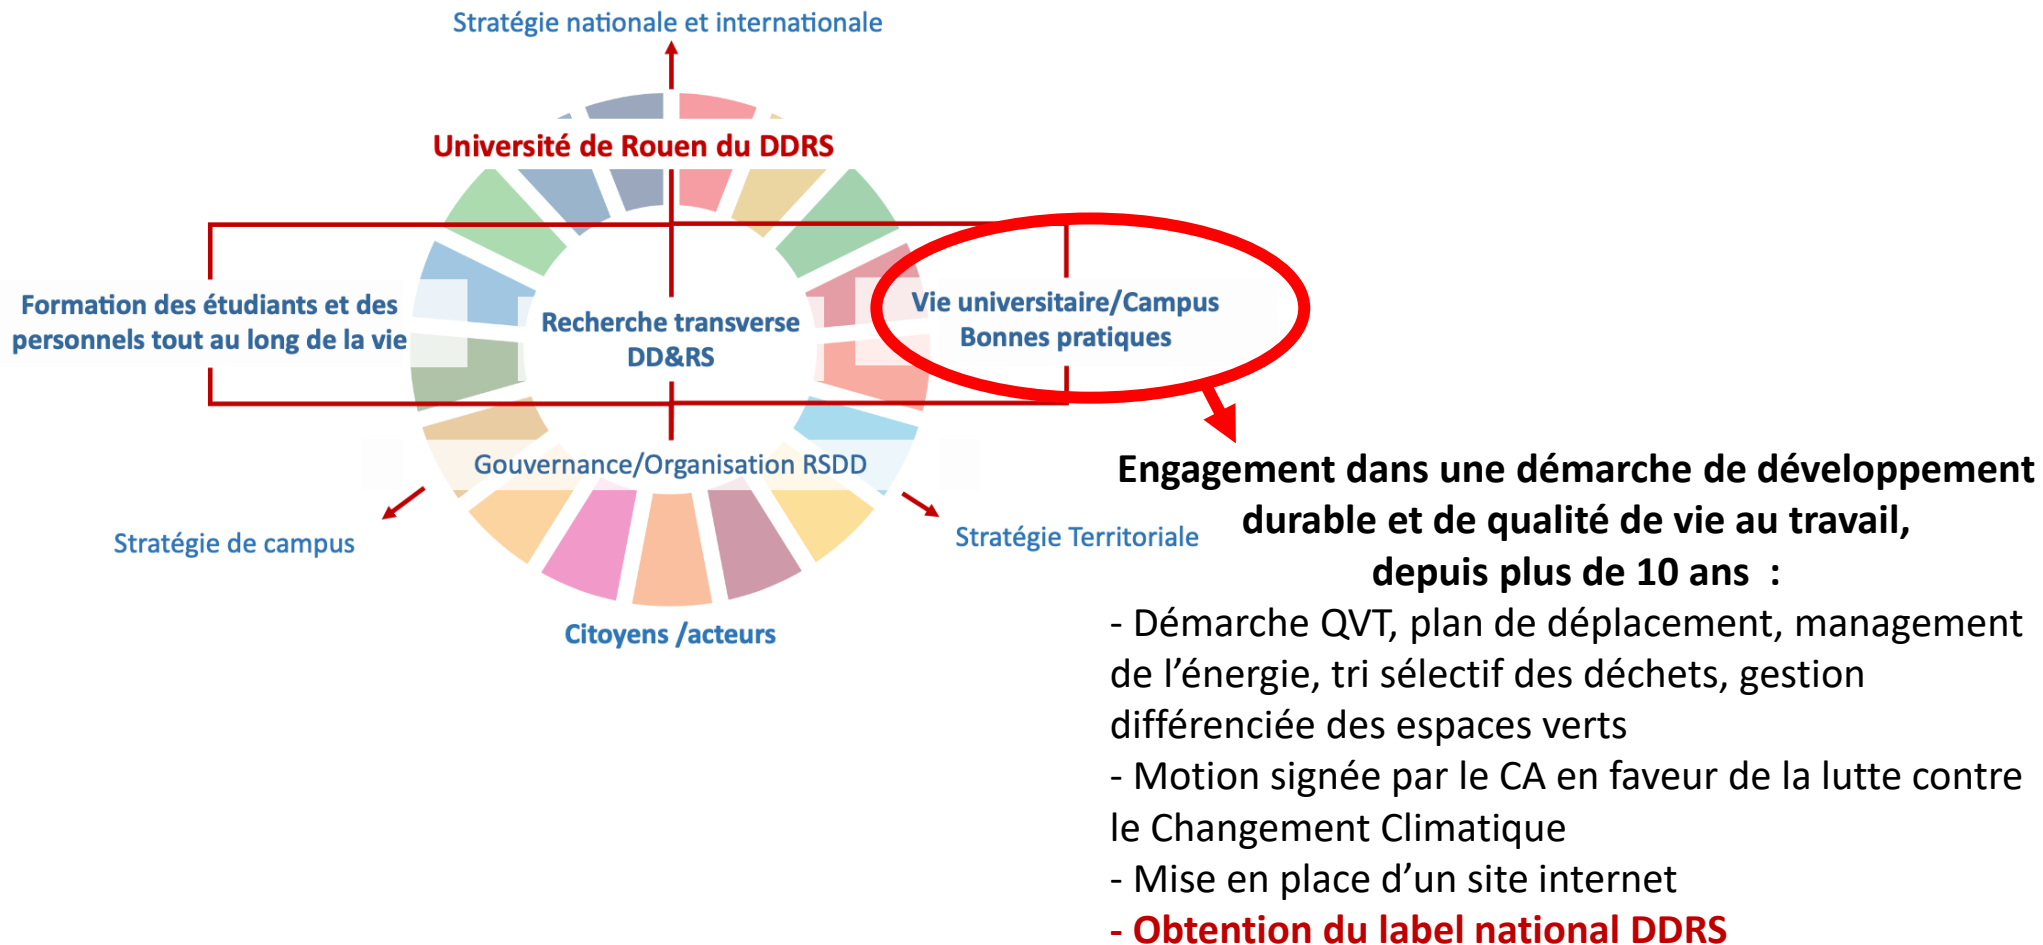 Stratégie nationale et internationale
Université de Rouen du DDRS
Formation des étudiants et des
personnels tout au long de la vie
Recherche transverse
DD&RS
Vie universitaire/Campus
Bonnes pratiques
Gouvernance/Organisation RSDD
Stratégie de campus
Stratégie Territoriale
Citoyens /acteurs
Engagement dans une démarche de développement
durable et de qualité de vie au travail,
depuis plus de 10 ans :
- Démarche QVT, plan de déplacement, management
de l’énergie, tri sélectif des déchets, gestion
différenciée des espaces verts
- Motion signée par le CA en faveur de la lutte contre
le Changement Climatique
- Mise en place d’un site internet
- Obtention du label national DDRS